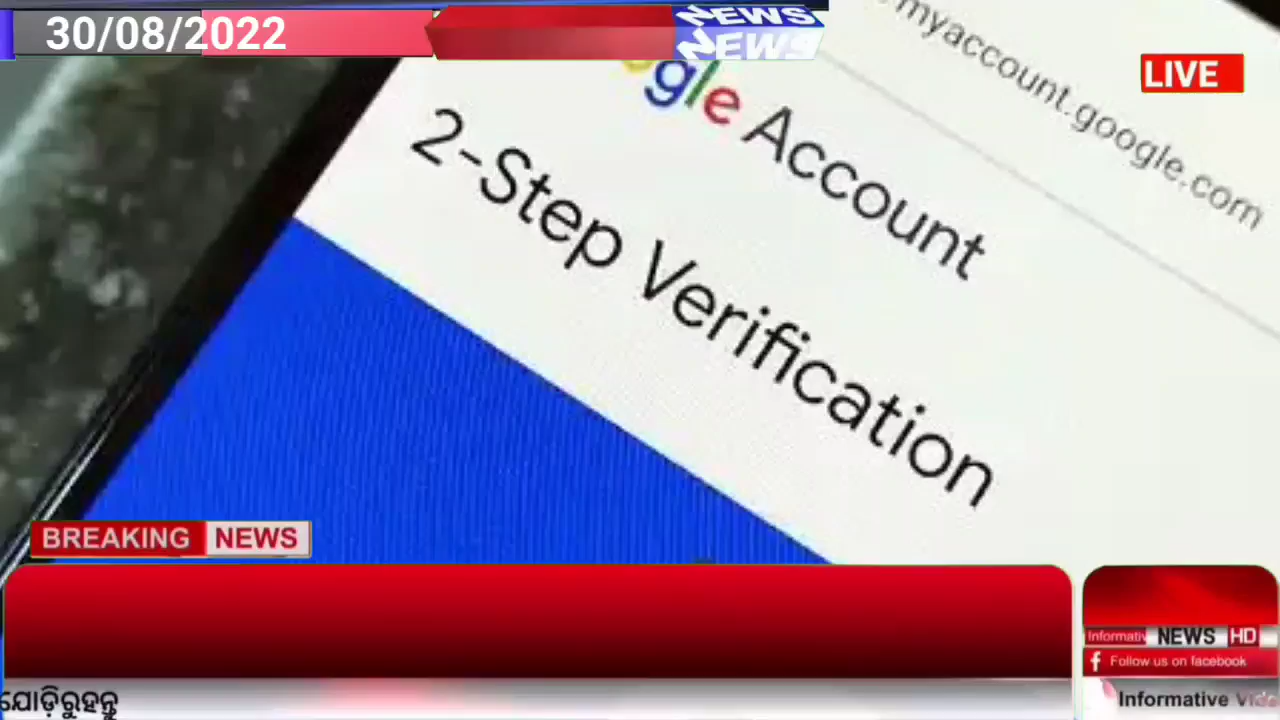 30/08/2022
NEWS
NEWS
LIVE
myaccount.google.com
ogle Account
2-Step Verification
BREAKING NEWS
NEWS HD
Follow us on facebook
ଯୋଡ଼ିରୁହନ୍ତୁ
Informative